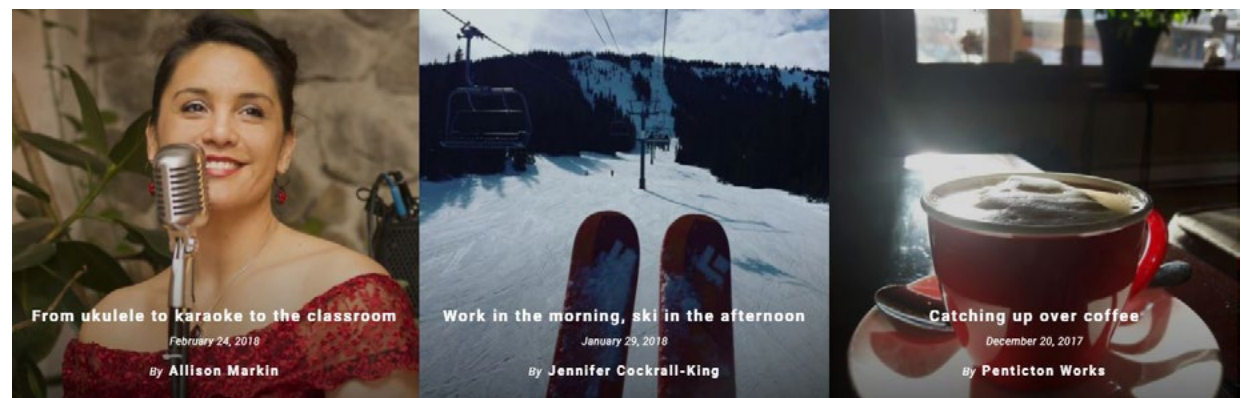 From ukulele to karaoke to the classroom
February 24, 2018
By Allison Markin
Work in the morning, ski in the afternoon
January 29, 2018
By Jennifer Cockrall-King
Catching up over coffee
December 20, 2017
By Penticton Works